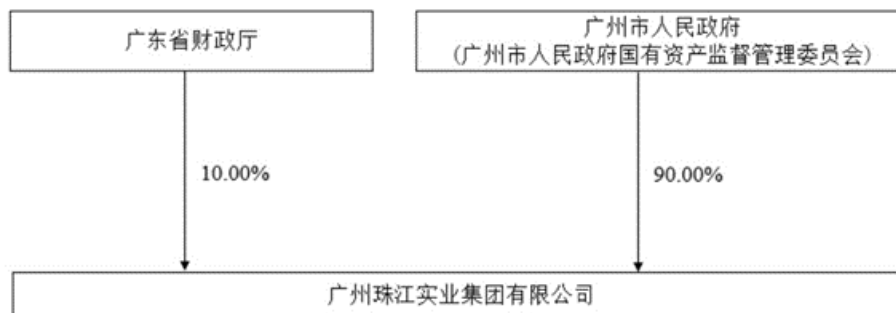 广东省财政厅
广州市人民政府
(广州市人民政府国有资产监督管理委员会)
10.00%
90.00%
广州珠江实业集团有限公司